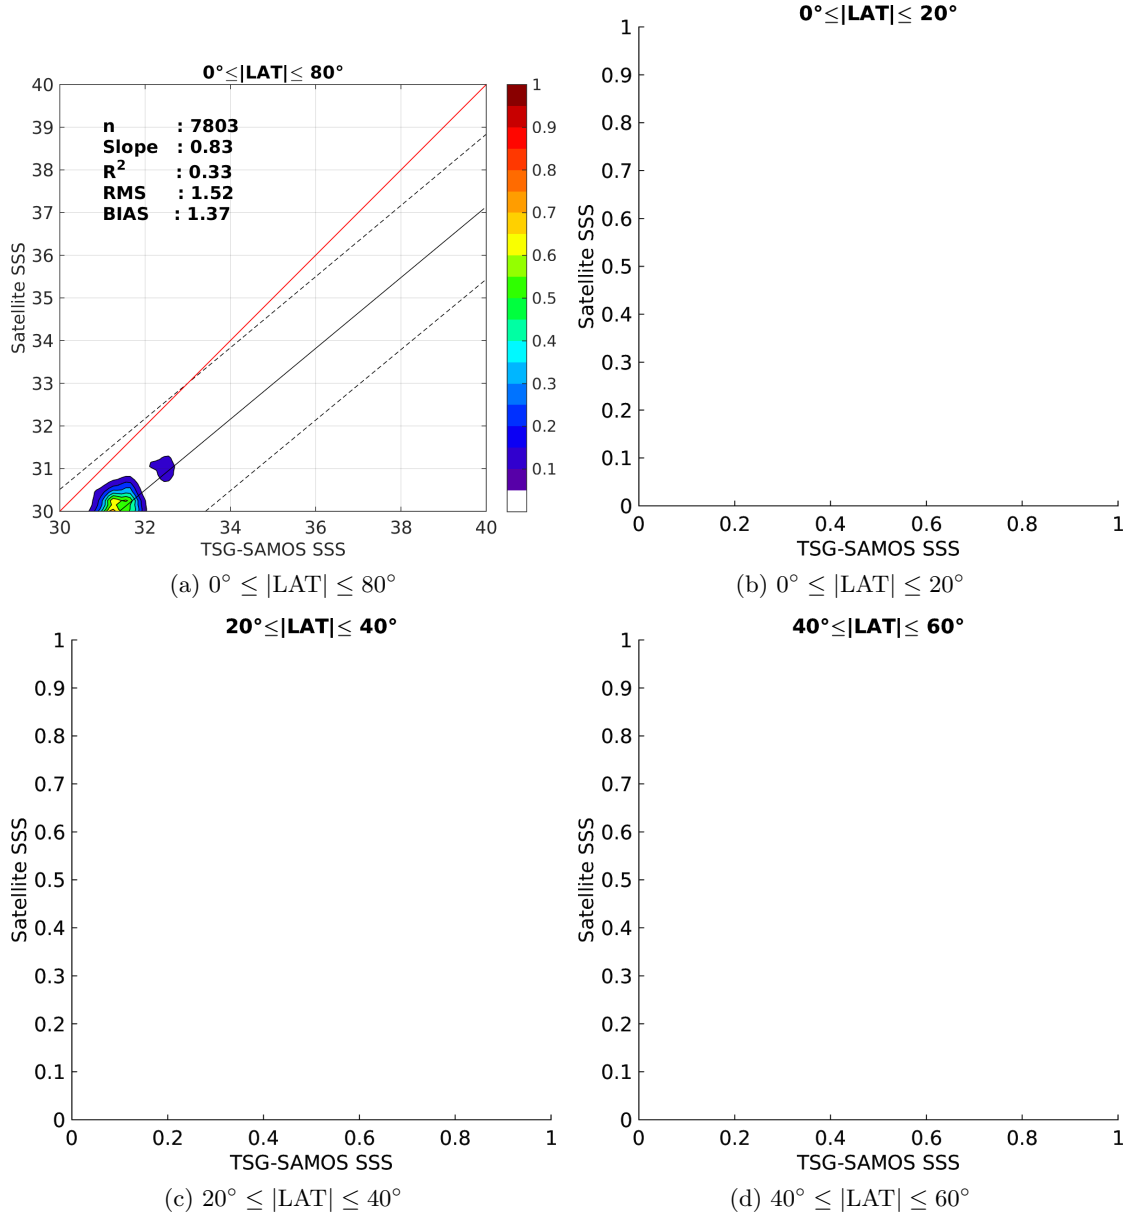 0°≤|LAT|≤ 80°
n : 7803
Slope : 0.83
R² : 0.33
RMS : 1.52
BIAS : 1.37
40
39
38
37
36
35
34
33
32
31
30
30 32 34 36 38 40
Satellite SSS
TSG-SAMOS SSS
1
0.9
0.8
0.7
0.6
0.5
0.4
0.3
0.2
0.1
(a) 0° ≤ |LAT| ≤ 80°
0°≤|LAT|≤ 20°
1
0.9
0.8
0.7
0.6
0.5
0.4
0.3
0.2
0.1
0
0 0.2 0.4 0.6 0.8 1
Satellite SSS
TSG-SAMOS SSS
(b) 0° ≤ |LAT| ≤ 20°
20°≤|LAT|≤ 40°
1
0.9
0.8
0.7
0.6
0.5
0.4
0.3
0.2
0.1
0
0 0.2 0.4 0.6 0.8 1
Satellite SSS
TSG-SAMOS SSS
(c) 20° ≤ |LAT| ≤ 40°
40°≤|LAT|≤ 60°
1
0.9
0.8
0.7
0.6
0.5
0.4
0.3
0.2
0.1
0
0 0.2 0.4 0.6 0.8 1
Satellite SSS
TSG-SAMOS SSS
(d) 40° ≤ |LAT| ≤ 60°